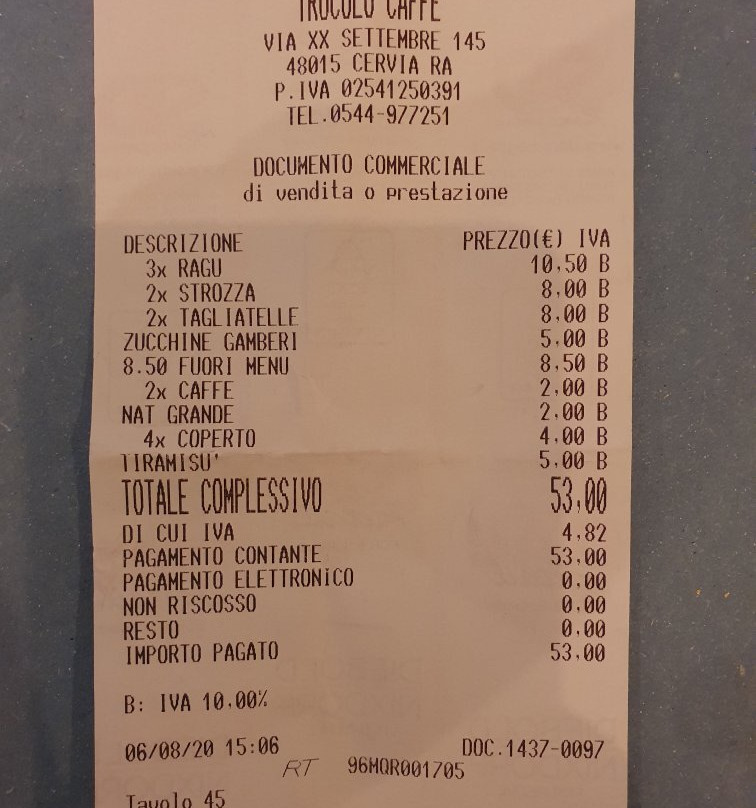 TROCOLO CAFFE
VIA XX SETTEMBRE 145
48015 CERVIA RA
P.IVA 02541250391
TEL.0544-977251
DOCUMENTO COMMERCIALE
di vendita o prestazione
DESCRIZIONE PREZZO(€) IVA
3x RAGU 10,50 B
2x STROZZA 8,00 B
2x TAGLIATELLE 8,00 B
ZUCCHINE GAMBERI 5,00 B
8.50 FUORI MENU 8,50 B
2x CAFFE 2,00 B
NAT GRANDE 2,00 B
4x COPERTO 4,00 B
TIRAMISU' 5,00 B
TOTALE COMPLESSIVO 53,00
DI CUI IVA 4,82
PAGAMENTO CONTANTE 53,00
PAGAMENTO ELETTRONiCO 0,00
NON RISCOSSO 0,00
RESTO 0,00
IMPORTO PAGATO 53,00
B: IVA 10,00%
06/08/20 15:06 DOC.1437-0097
RT 96MQR001705
Tavolo 45